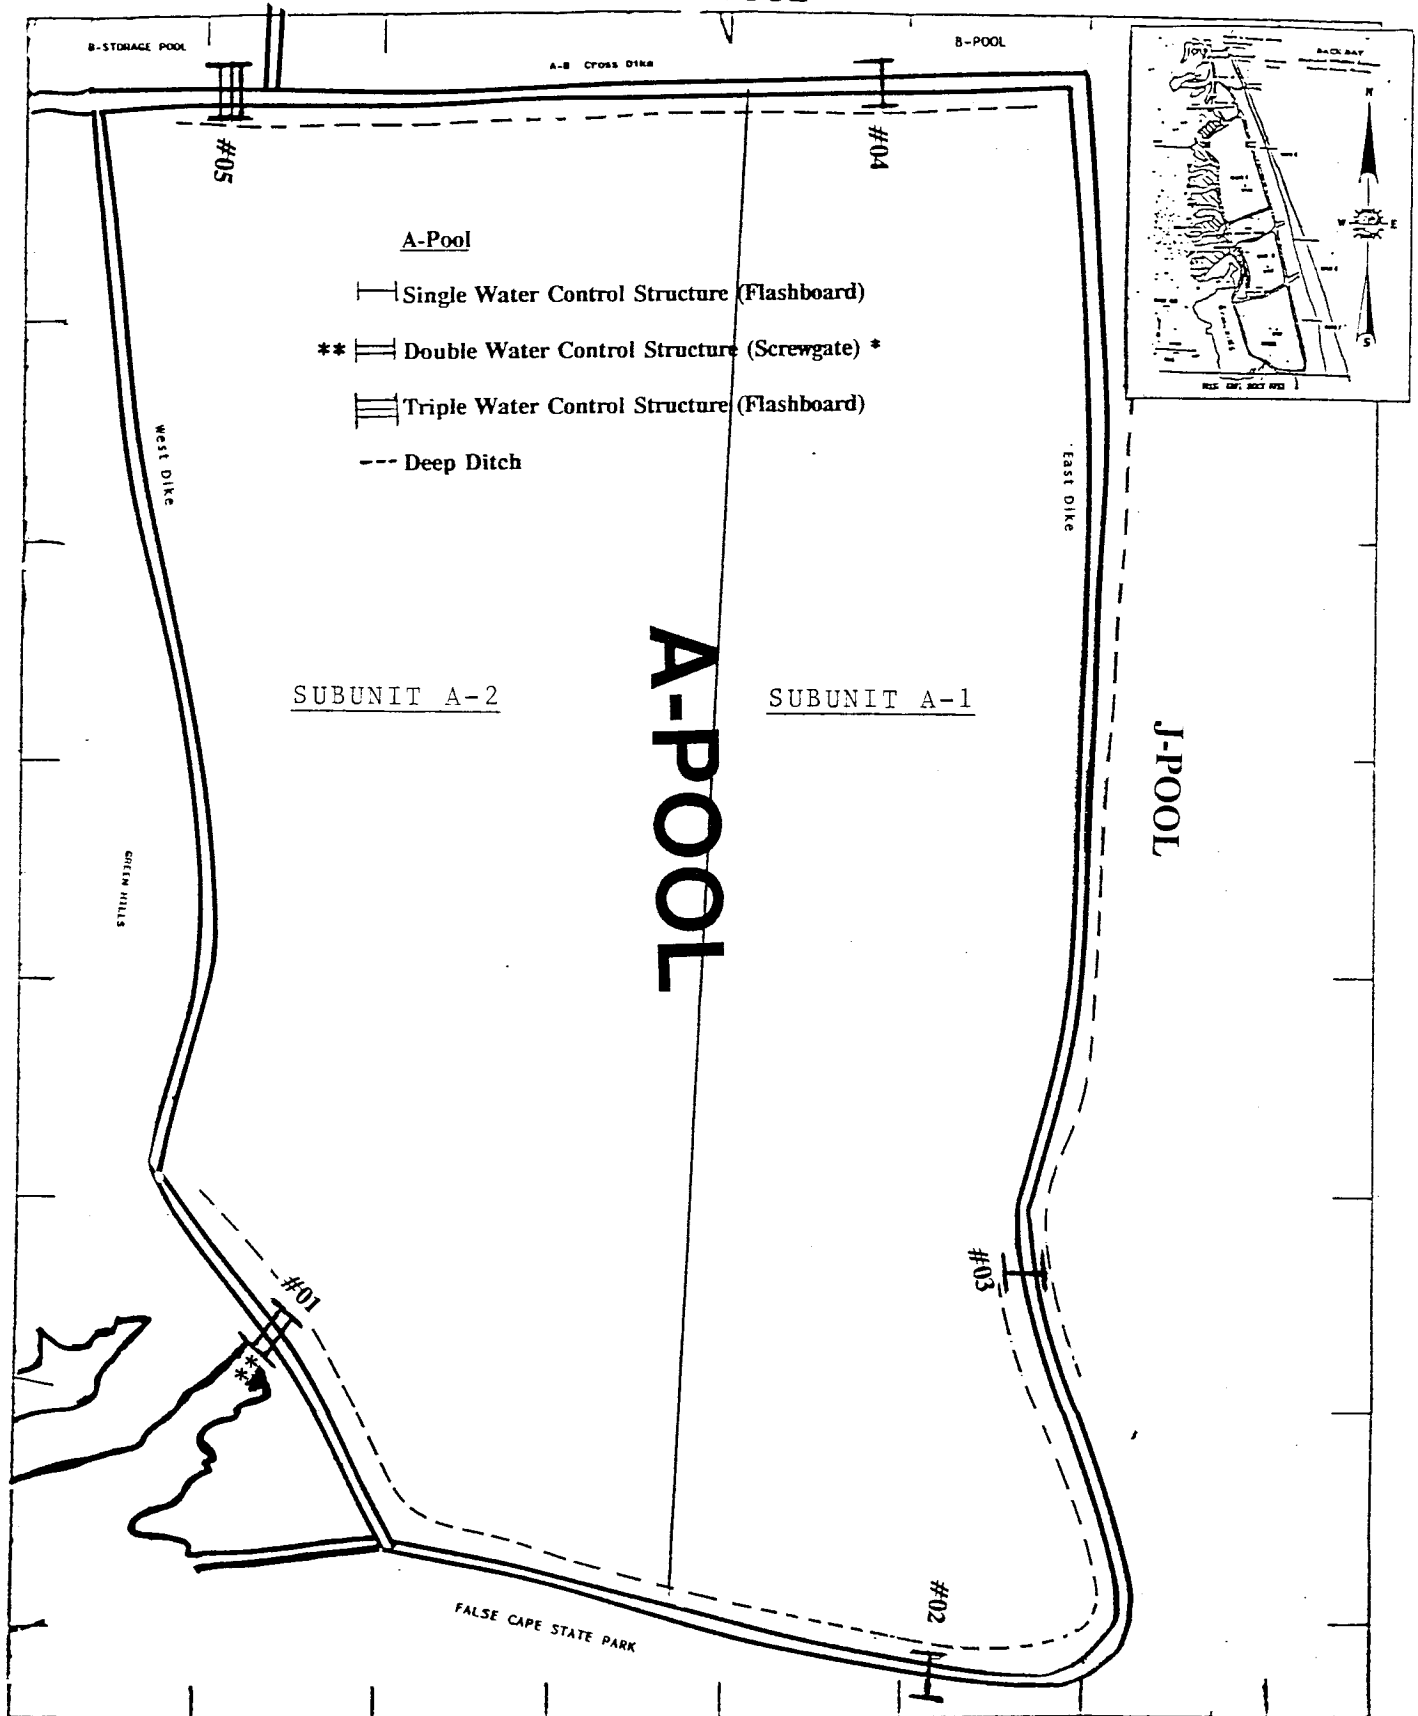 B-STORAGE POOL
B-POOL
A-B Cross Dike
BACK BAY
N
W E
S
#05
#04
A-Pool
Single Water Control Structure (Flashboard)
** Double Water Control Structure (Screwgate) *
Triple Water Control Structure (Flashboard)
--- Deep Ditch
West Dike
East Dike
A-POOL
SUBUNIT A-2
SUBUNIT A-1
J-POOL
GREEN HILLS
#03
#01
**
#02
FALSE CAPE STATE PARK